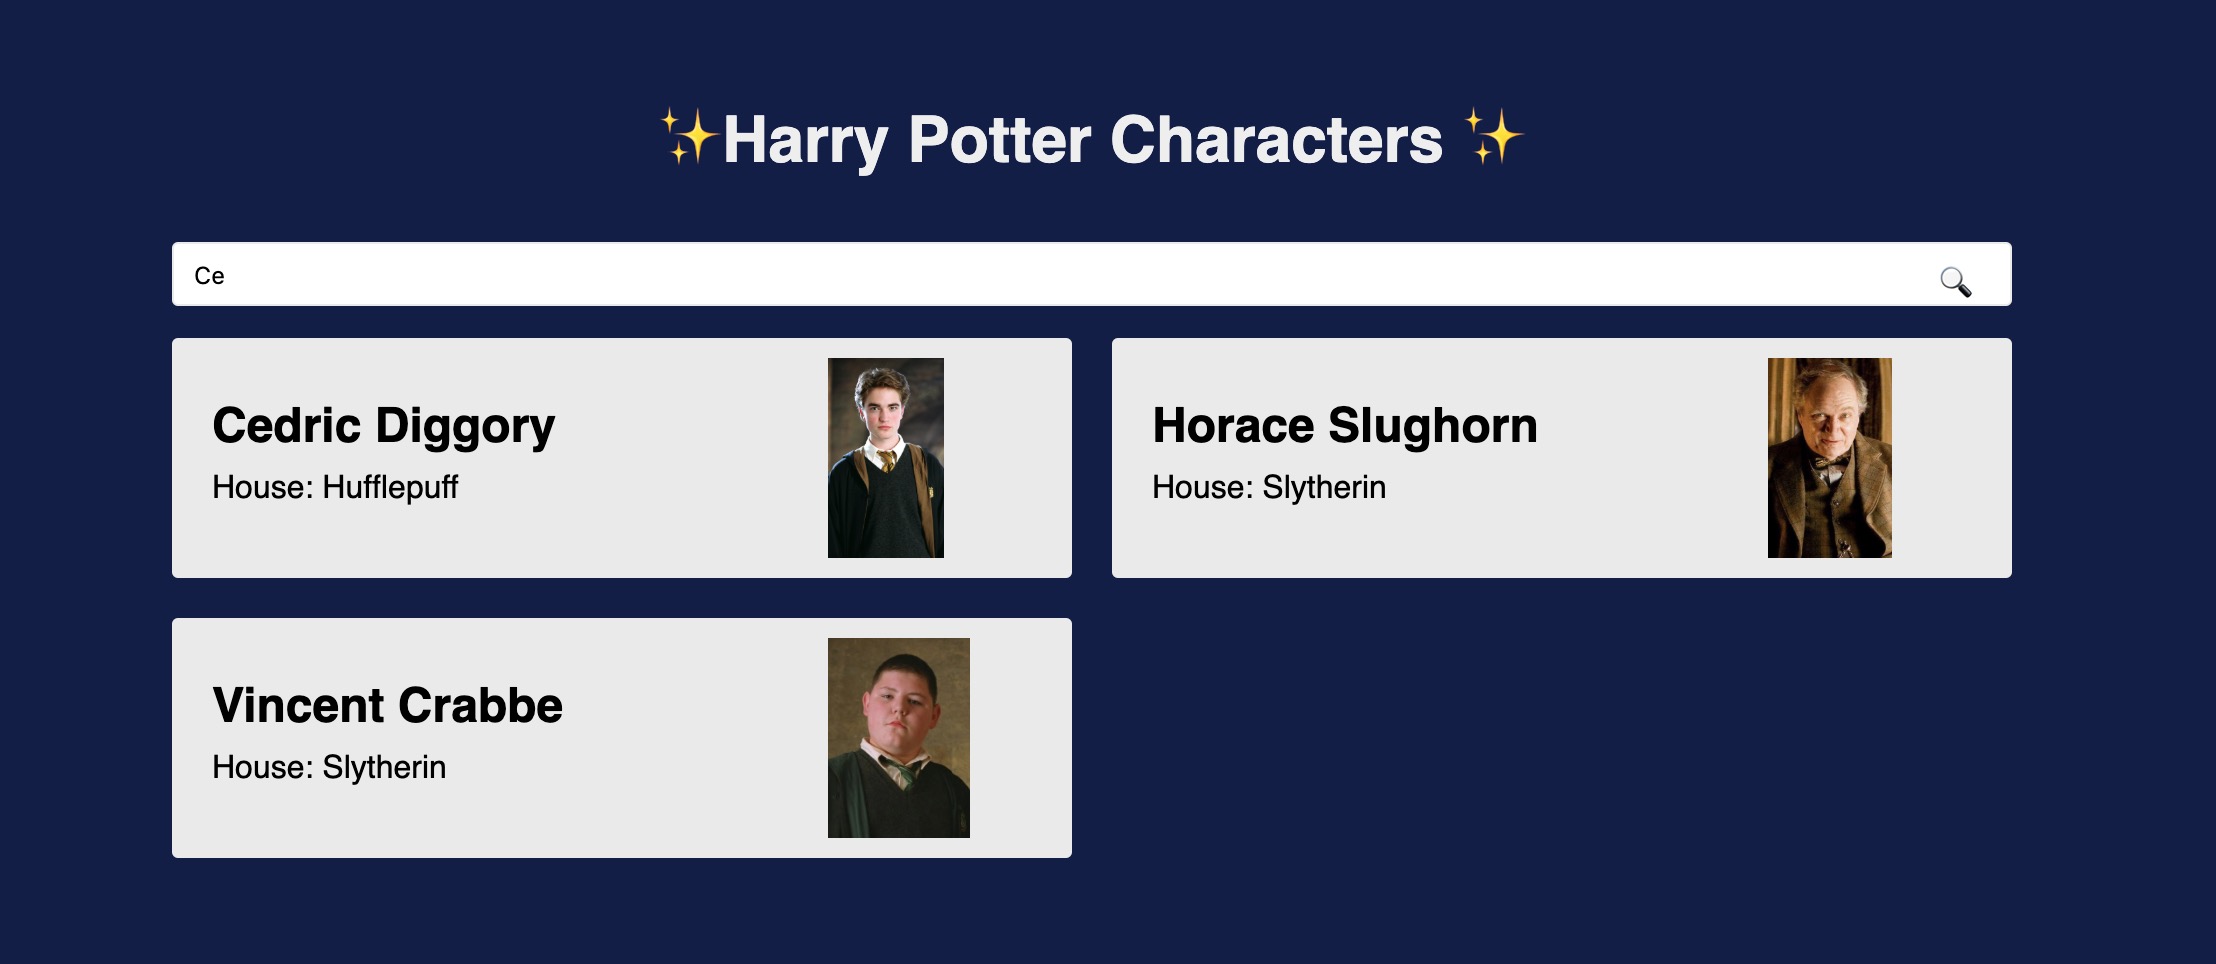 ✨Harry Potter Characters ✨
Ce
Cedric Diggory
House: Hufflepuff
Horace Slughorn
House: Slytherin
Vincent Crabbe
House: Slytherin